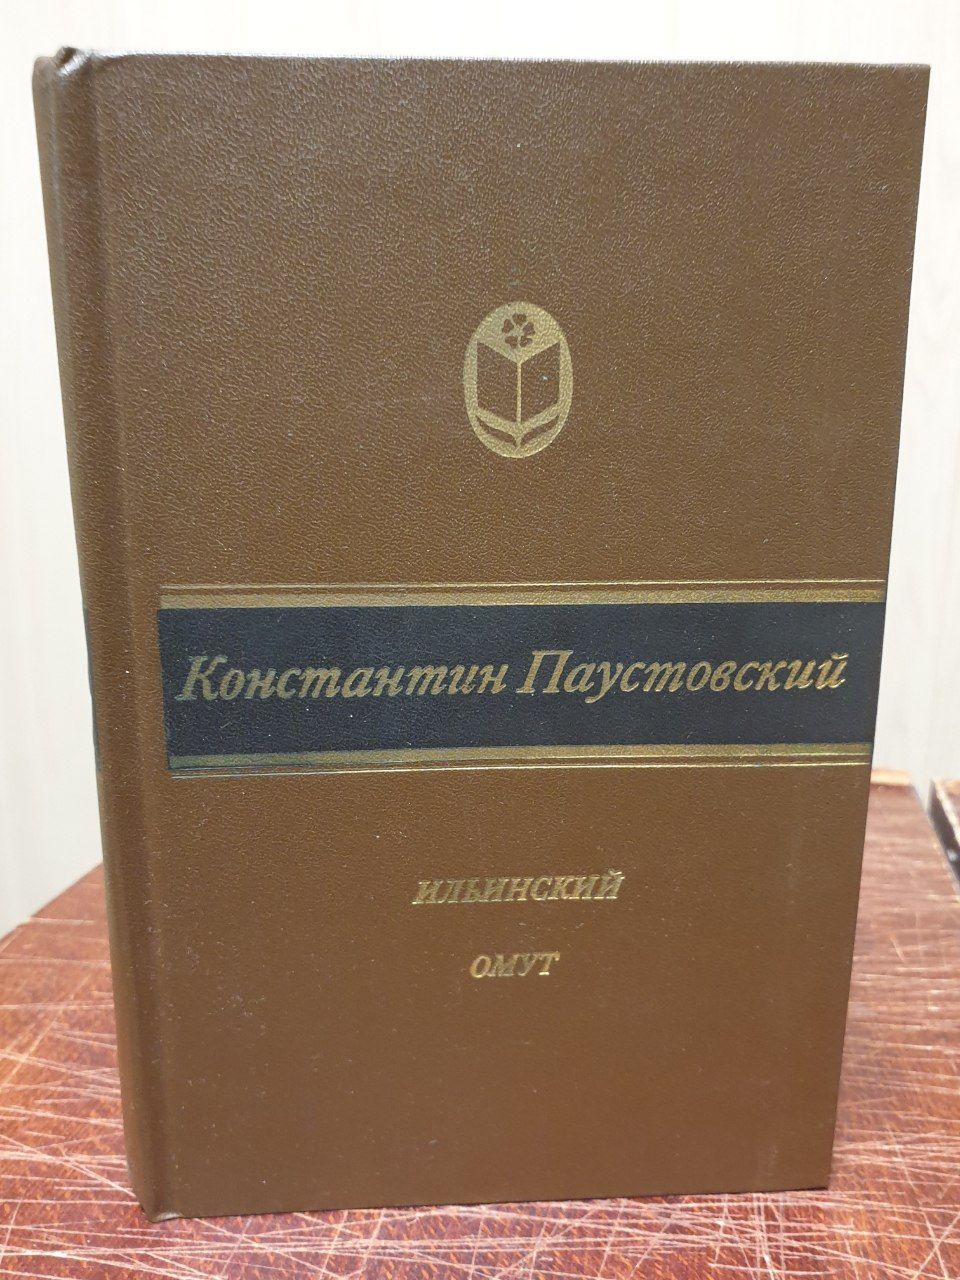 Константин Паустовский
ИЛЬИНСКИЙ
ОМУТ